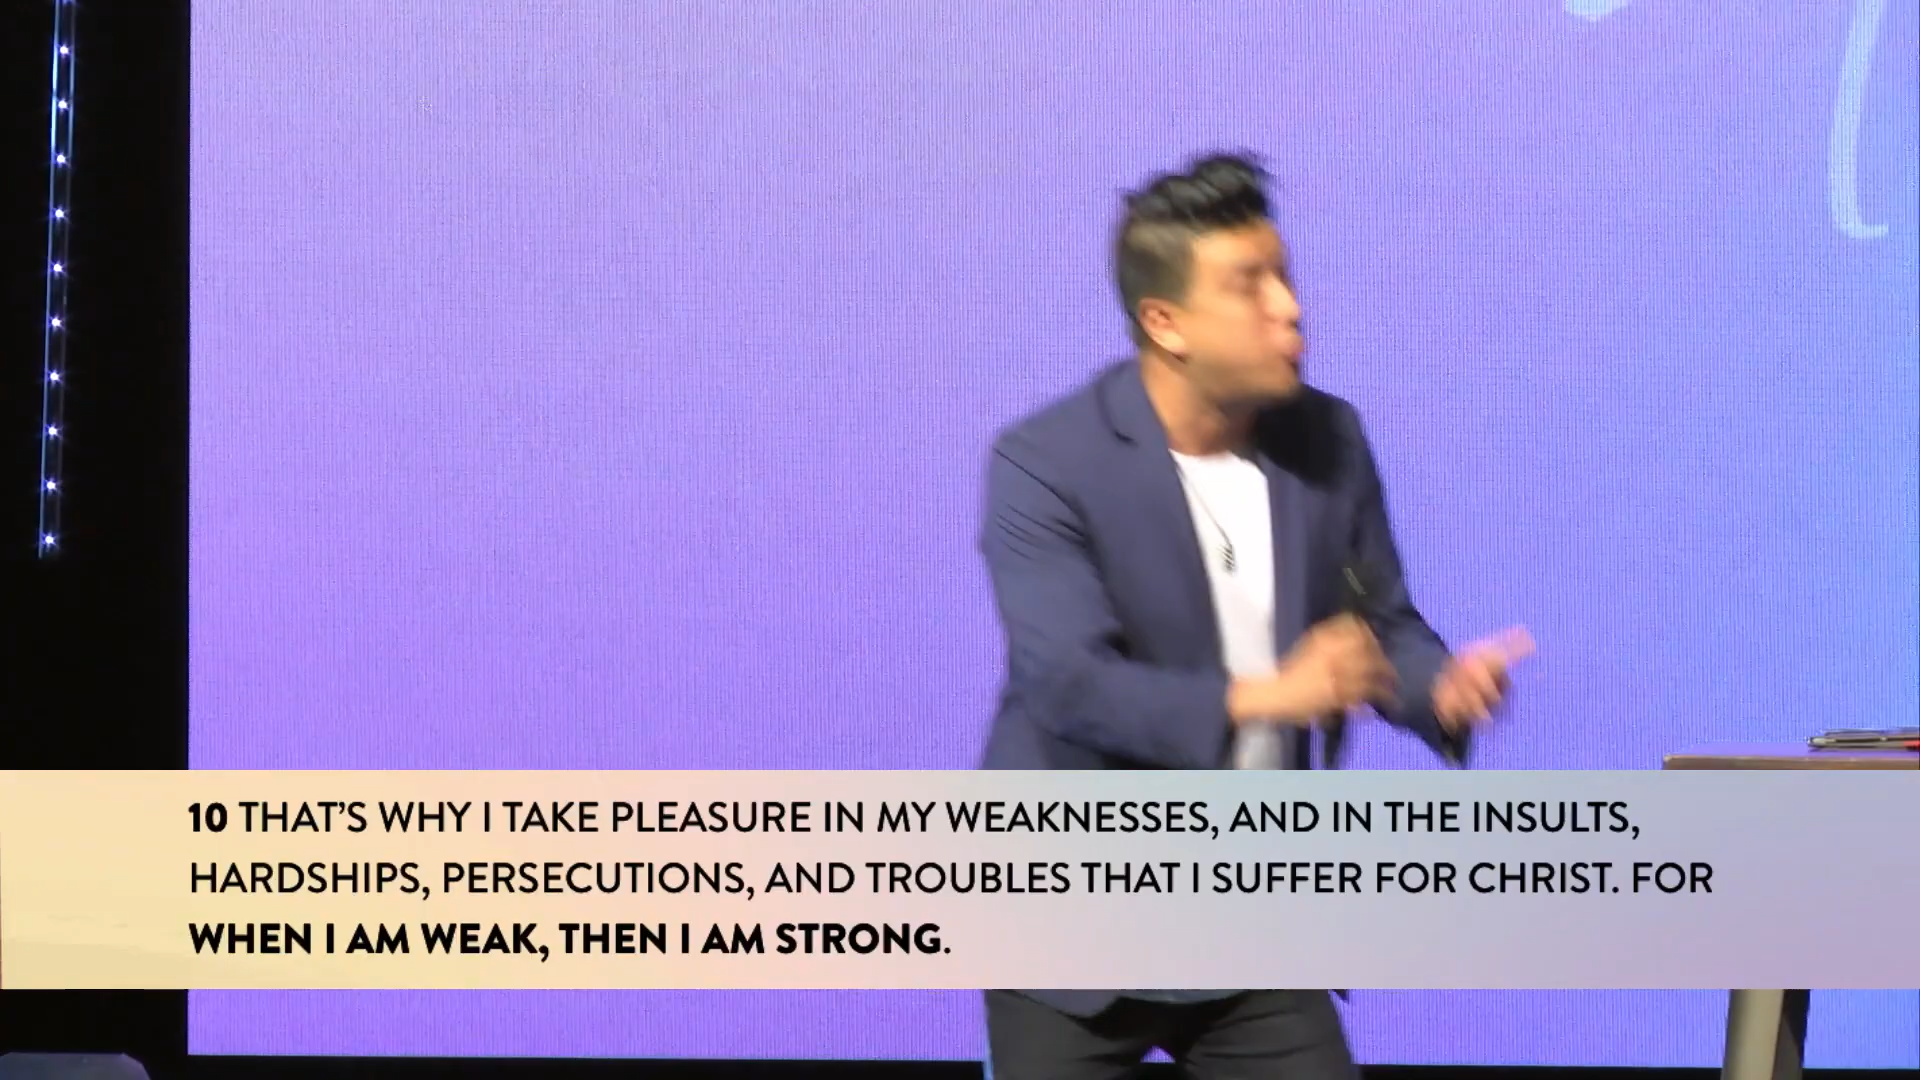 10 THAT'S WHY I TAKE PLEASURE IN MY WEAKNESSES, AND IN THE INSULTS,
HARDSHIPS, PERSECUTIONS, AND TROUBLES THAT I SUFFER FOR CHRIST. FOR
WHEN I AM WEAK, THEN I AM STRONG.